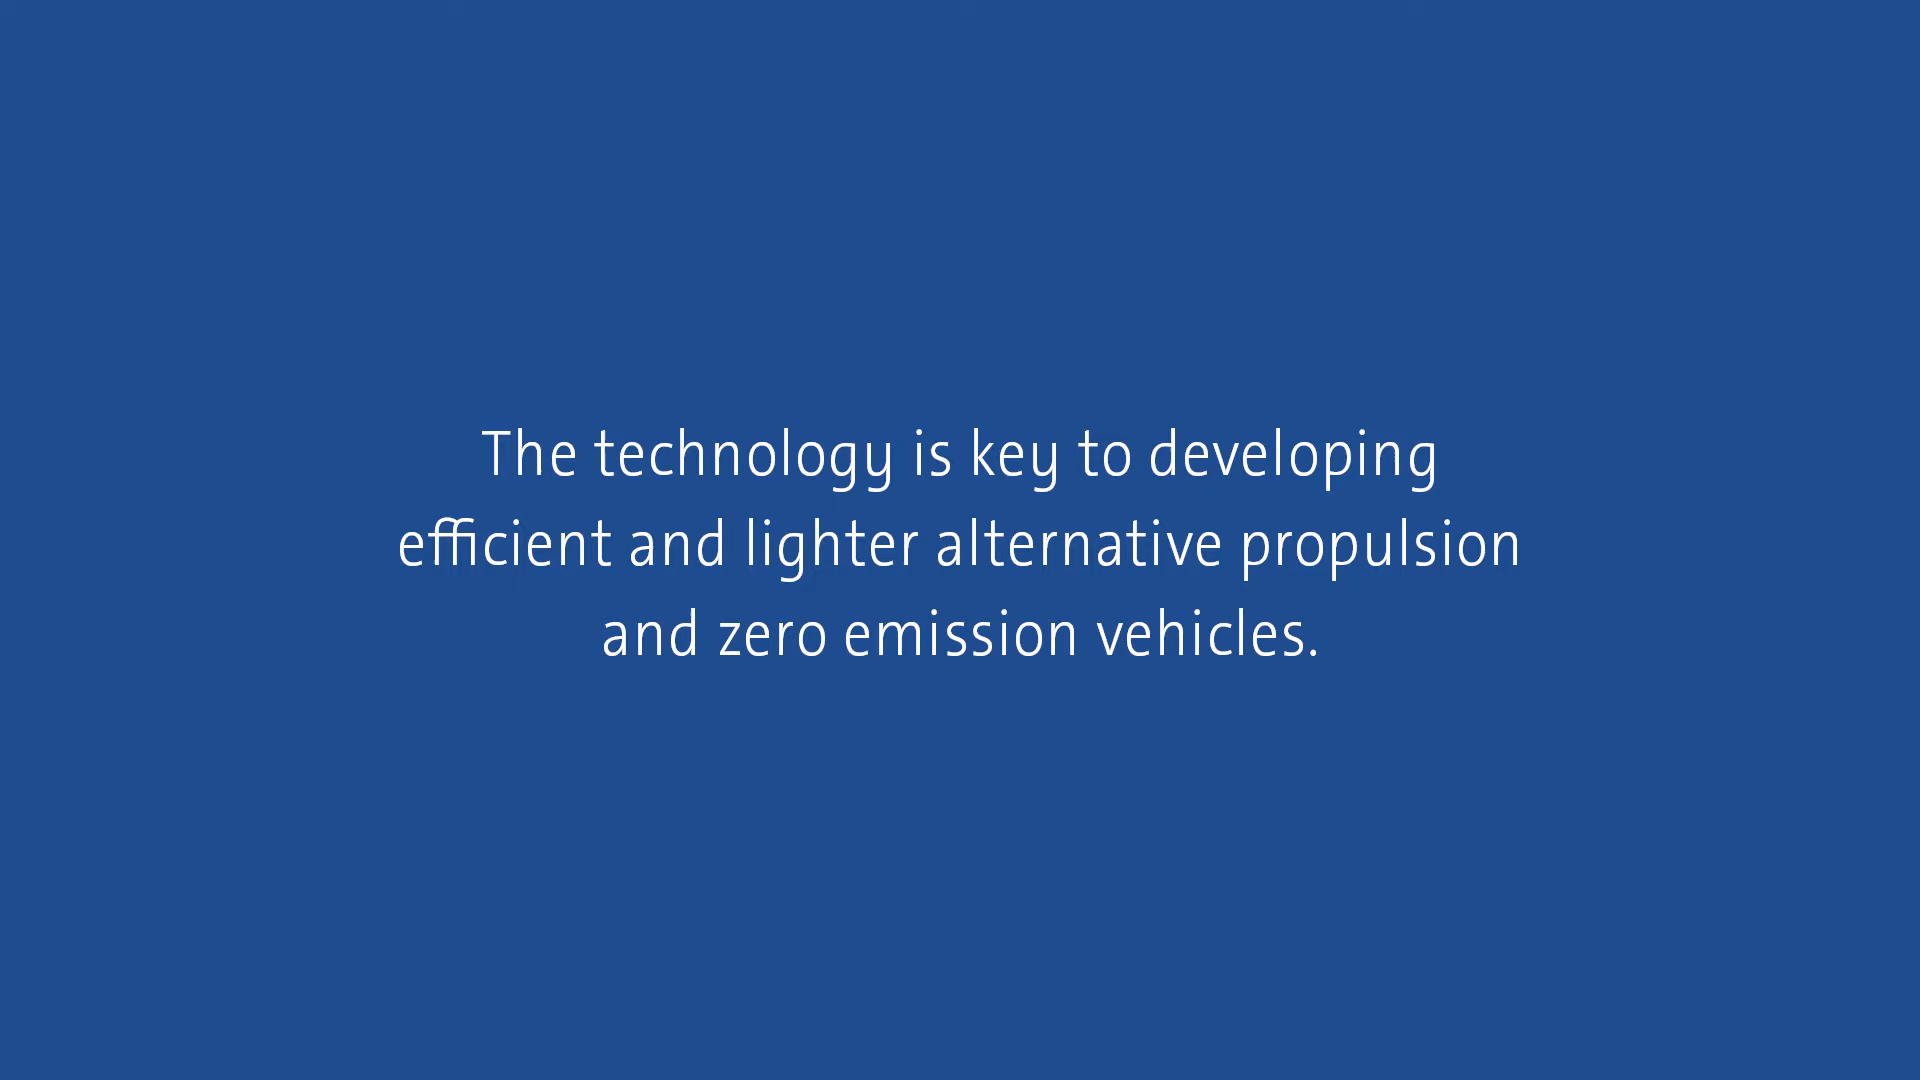 The technology is key to developing
efficient and lighter alternative propulsion
and zero emission vehicles.